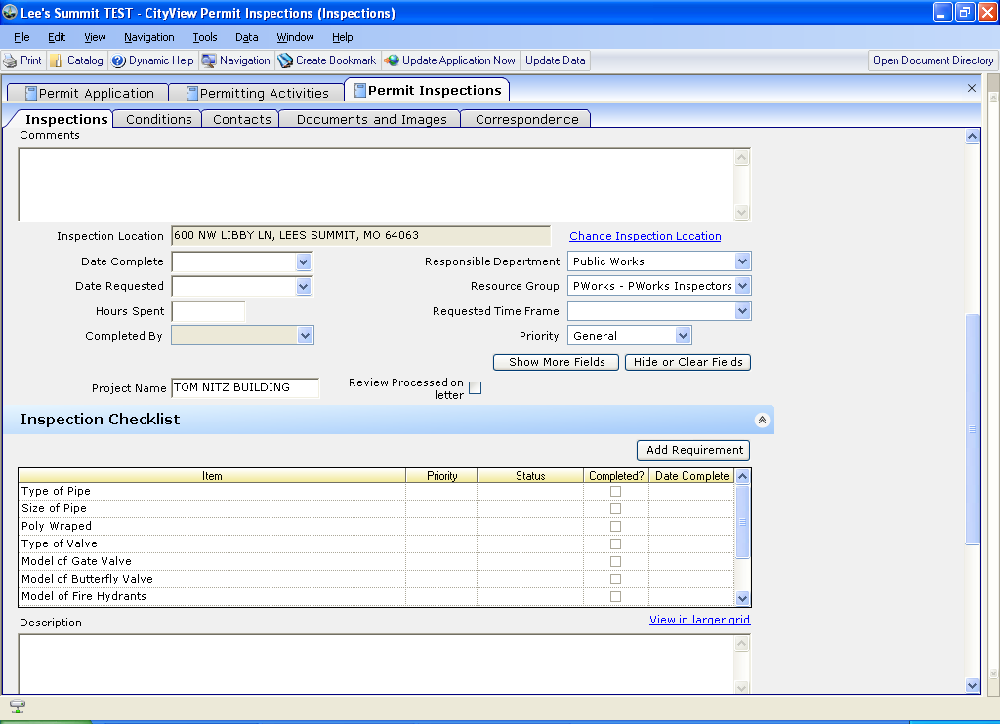 Lee's Summit TEST - CityView Permit Inspections (Inspections)
File Edit View Navigation Tools Data Window Help
Print Catalog Dynamic Help Navigation Create Bookmark Update Application Now Update Data Open Document Directory
Permit Application Permitting Activities Permit Inspections
Inspections Conditions Contacts Documents and Images Correspondence
Comments
Inspection Location 600 NW LIBBY LN, LEES SUMMIT, MO 64063 Change Inspection Location
Date Complete Responsible Department Public Works
Date Requested Resource Group PWorks - PWorks Inspectors
Hours Spent Requested Time Frame
Completed By Priority General
Show More Fields Hide or Clear Fields
Project Name TOM NITZ BUILDING Review Processed on
letter
Inspection Checklist
Add Requirement
Item Priority Status Completed? Date Complete
Type of Pipe
Size of Pipe
Poly Wraped
Type of Valve
Model of Gate Valve
Model of Butterfly Valve
Model of Fire Hydrants
Description View in larger grid